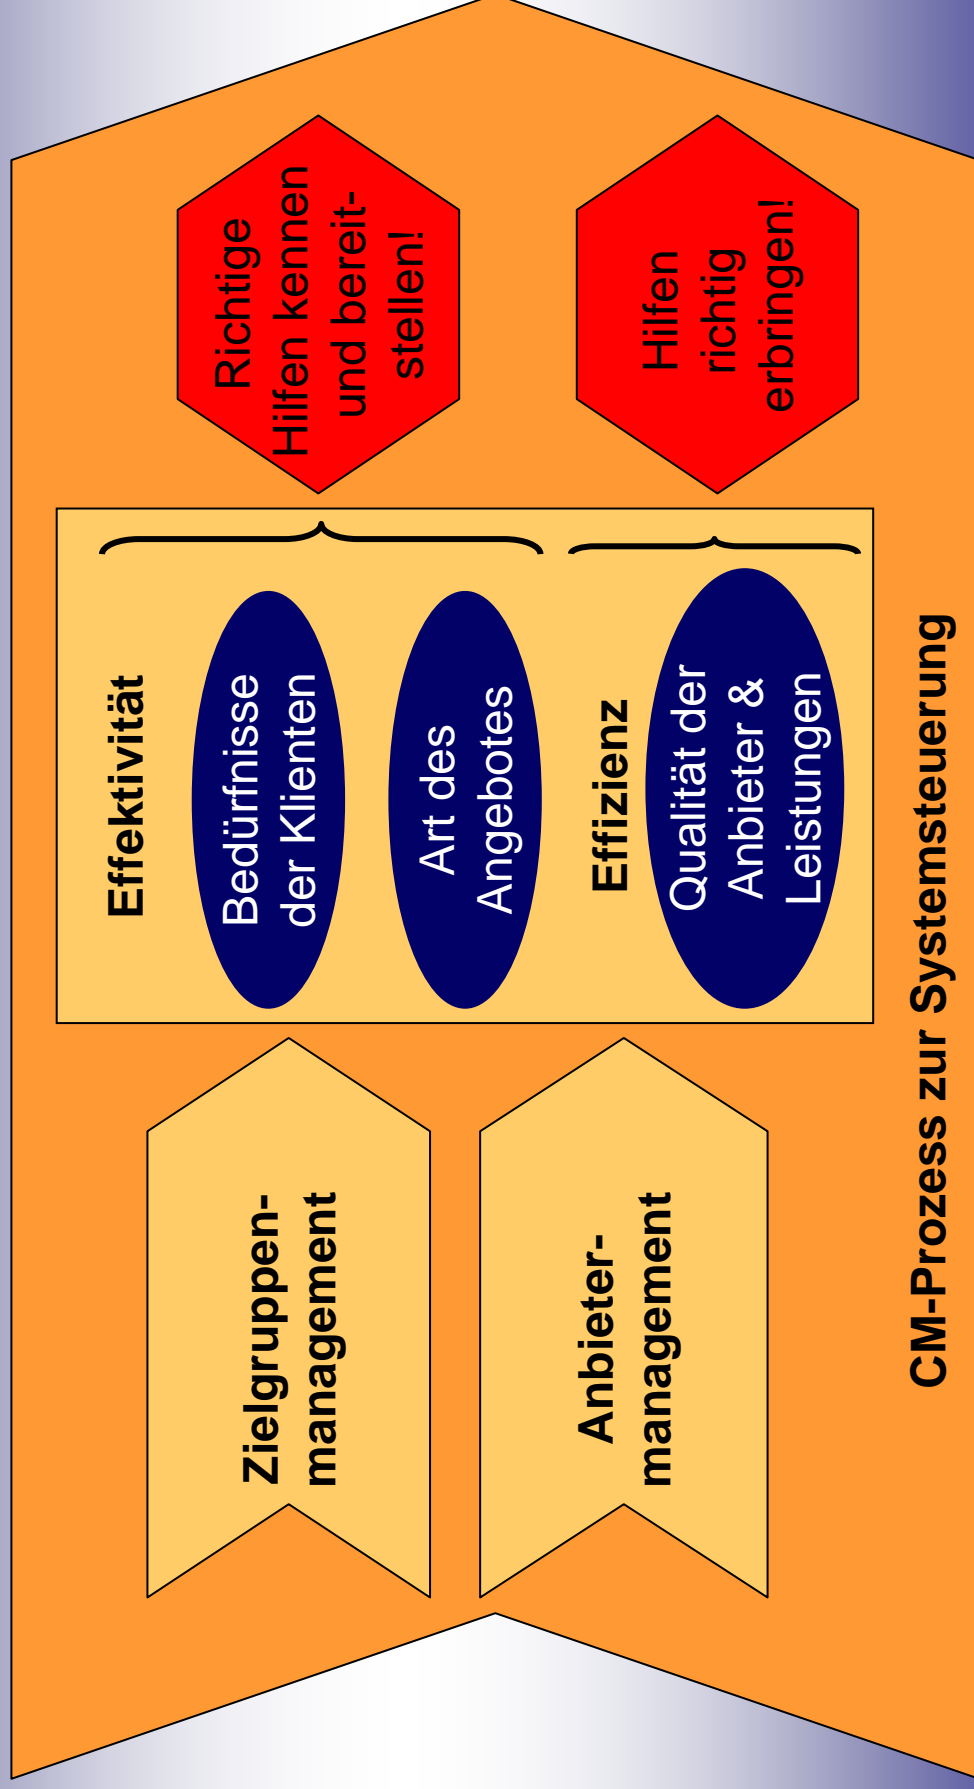 Zielgruppen-
management
Anbieter-
management
Effektivität
Bedürfnisse
der Klienten
Art des
Angebotes
Effizienz
Qualität der
Anbieter &
Leistungen
Richtige
Hilfen kennen
und bereit-
stellen!
Hilfen
richtig
erbringen!
CM-Prozess zur Systemsteuerung